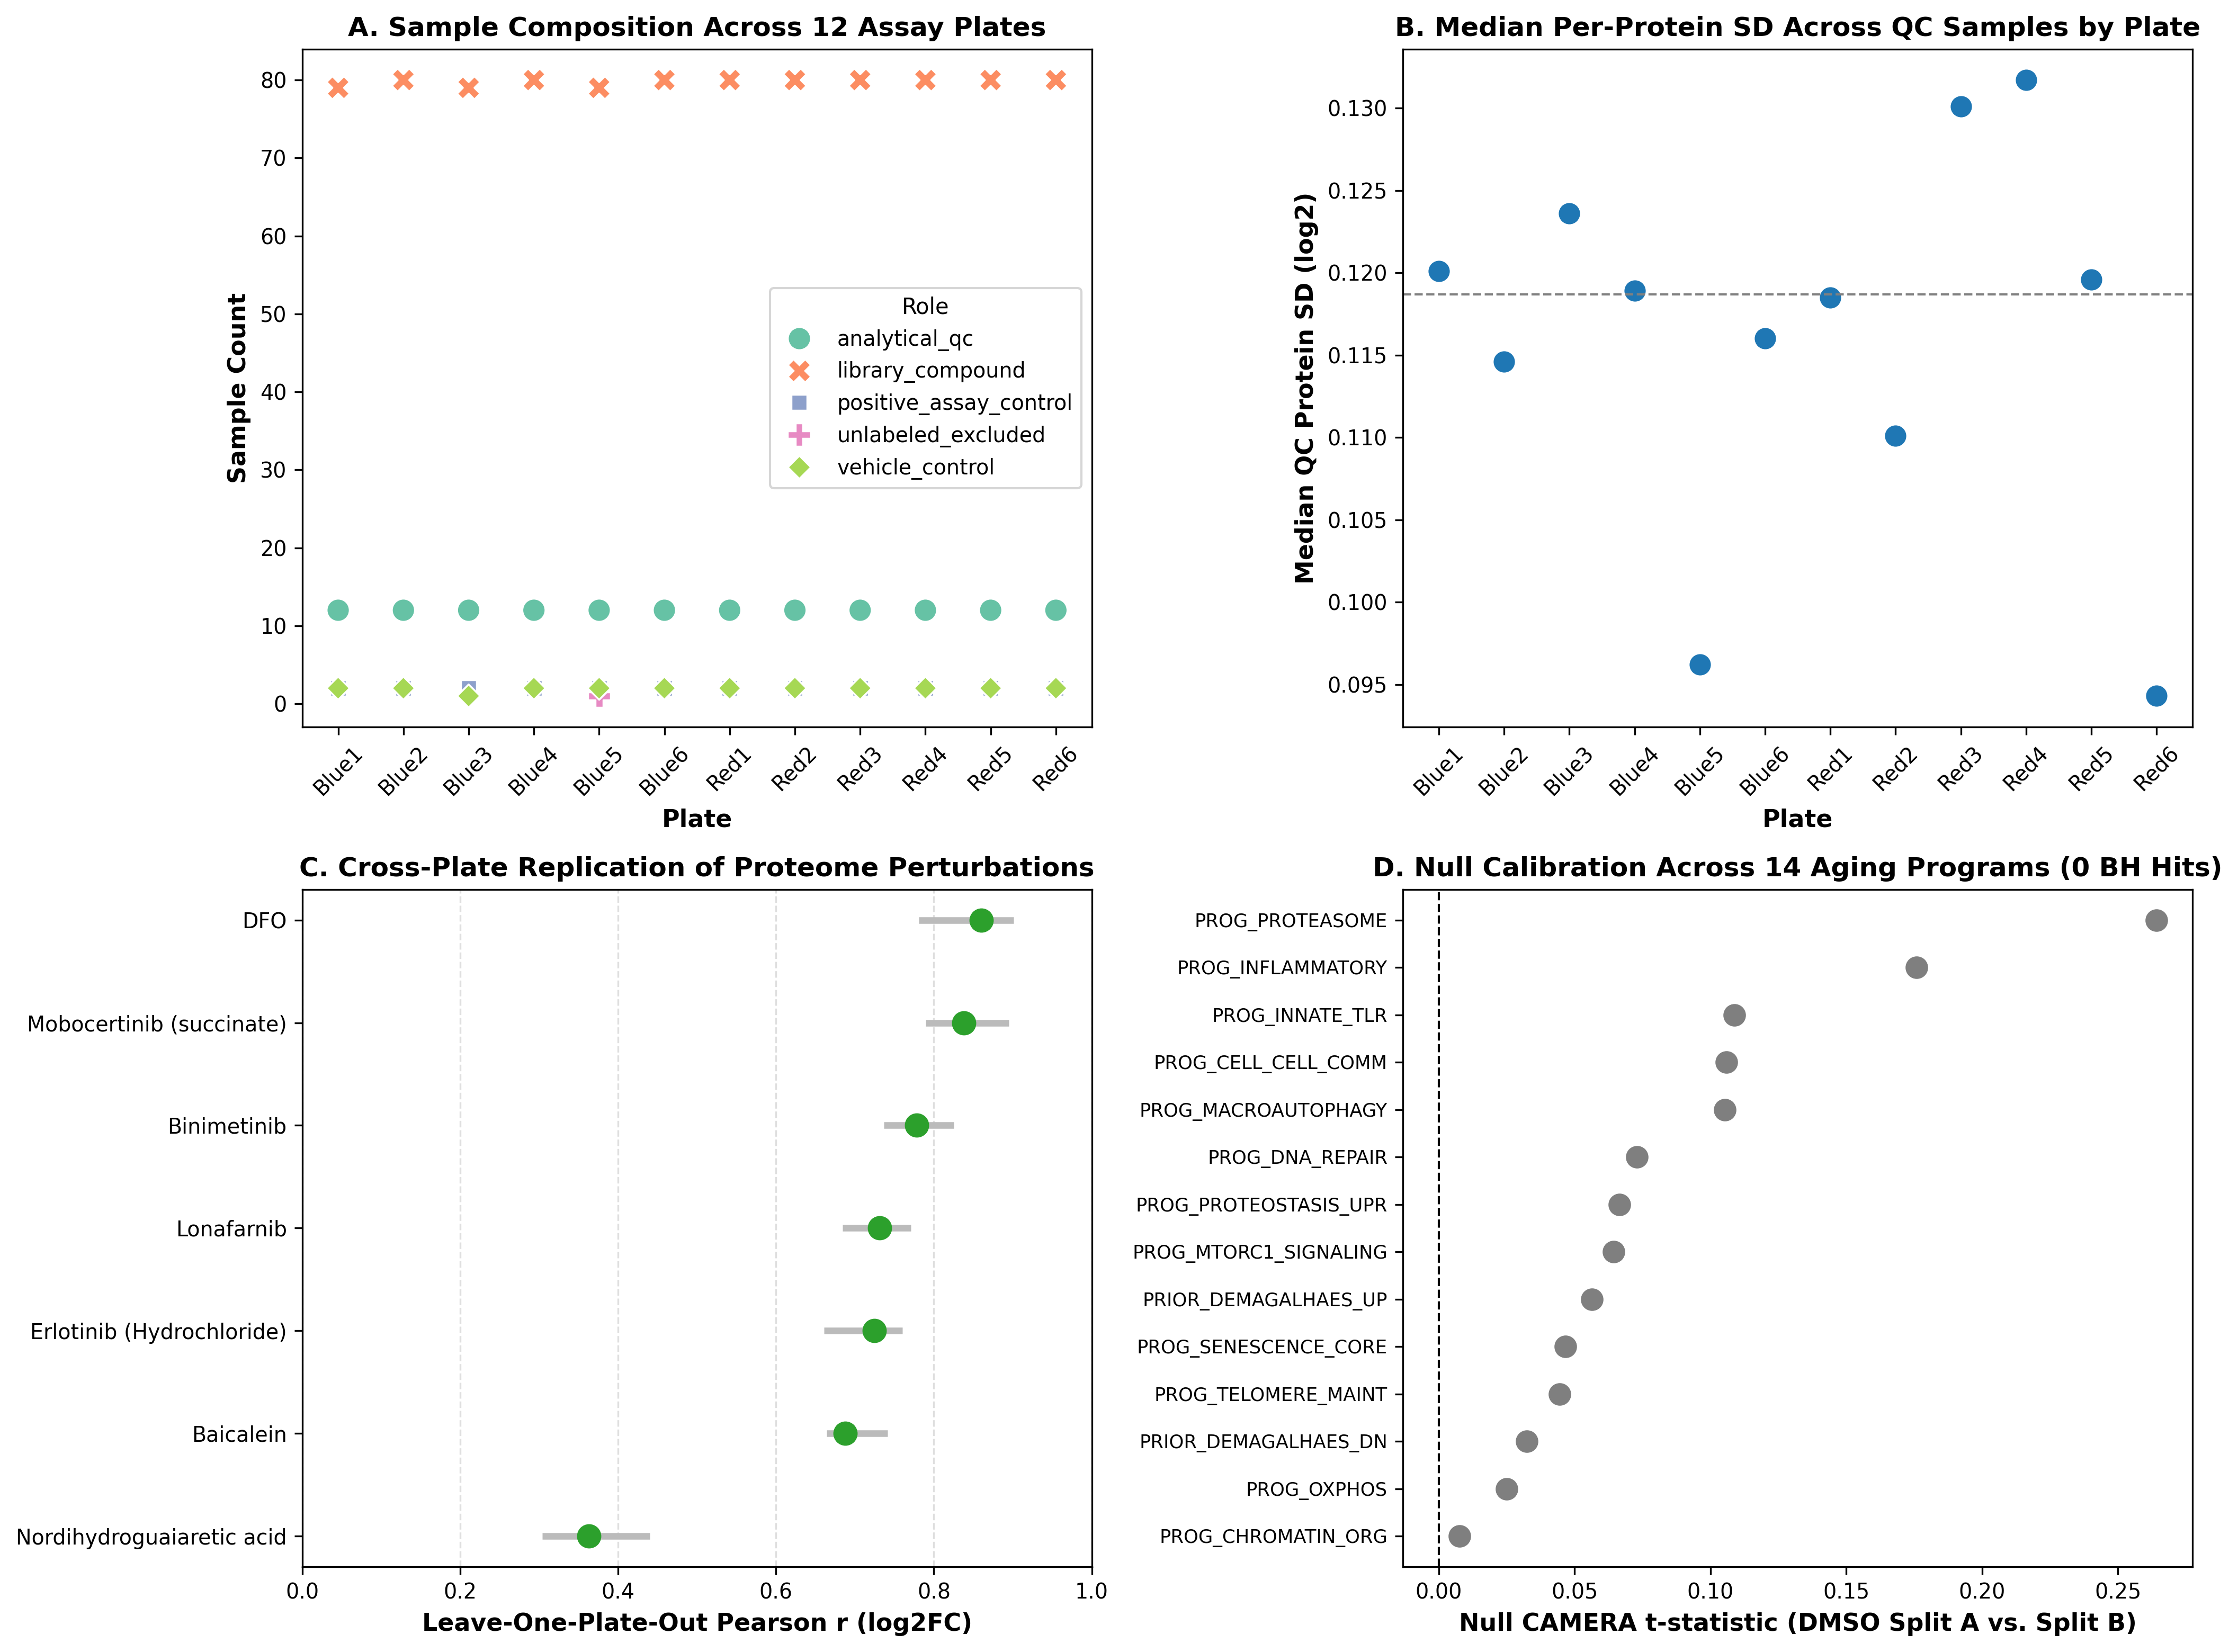 A. Sample Composition Across 12 Assay Plates
Sample Count
80
70
60
50
40
30
20
10
0
Role
analytical_qc
library_compound
positive_assay_control
unlabeled_excluded
vehicle_control
Blue1
Blue2
Blue3
Blue4
Blue5
Blue6
Red1
Red2
Red3
Red4
Red5
Red6
Plate
B. Median Per-Protein SD Across QC Samples by Plate
Median QC Protein SD (log2)
0.130
0.125
0.120
0.115
0.110
0.105
0.100
0.095
Blue1
Blue2
Blue3
Blue4
Blue5
Blue6
Red1
Red2
Red3
Red4
Red5
Red6
Plate
C. Cross-Plate Replication of Proteome Perturbations
DFO
Mobocertinib (succinate)
Binimetinib
Lonafarnib
Erlotinib (Hydrochloride)
Baicalein
Nordihydroguaiaretic acid
0.0
0.2
0.4
0.6
0.8
1.0
Leave-One-Plate-Out Pearson r (log2FC)
D. Null Calibration Across 14 Aging Programs (0 BH Hits)
PROG_PROTEASOME
PROG_INFLAMMATORY
PROG_INNATE_TLR
PROG_CELL_CELL_COMM
PROG_MACROAUTOPHAGY
PROG_DNA_REPAIR
PROG_PROTEOSTASIS_UPR
PROG_MTORC1_SIGNALING
PRIOR_DEMAGALHAES_UP
PROG_SENESCENCE_CORE
PROG_TELOMERE_MAINT
PRIOR_DEMAGALHAES_DN
PROG_OXPHOS
PROG_CHROMATIN_ORG
0.00
0.05
0.10
0.15
0.20
0.25
Null CAMERA t-statistic (DMSO Split A vs. Split B)